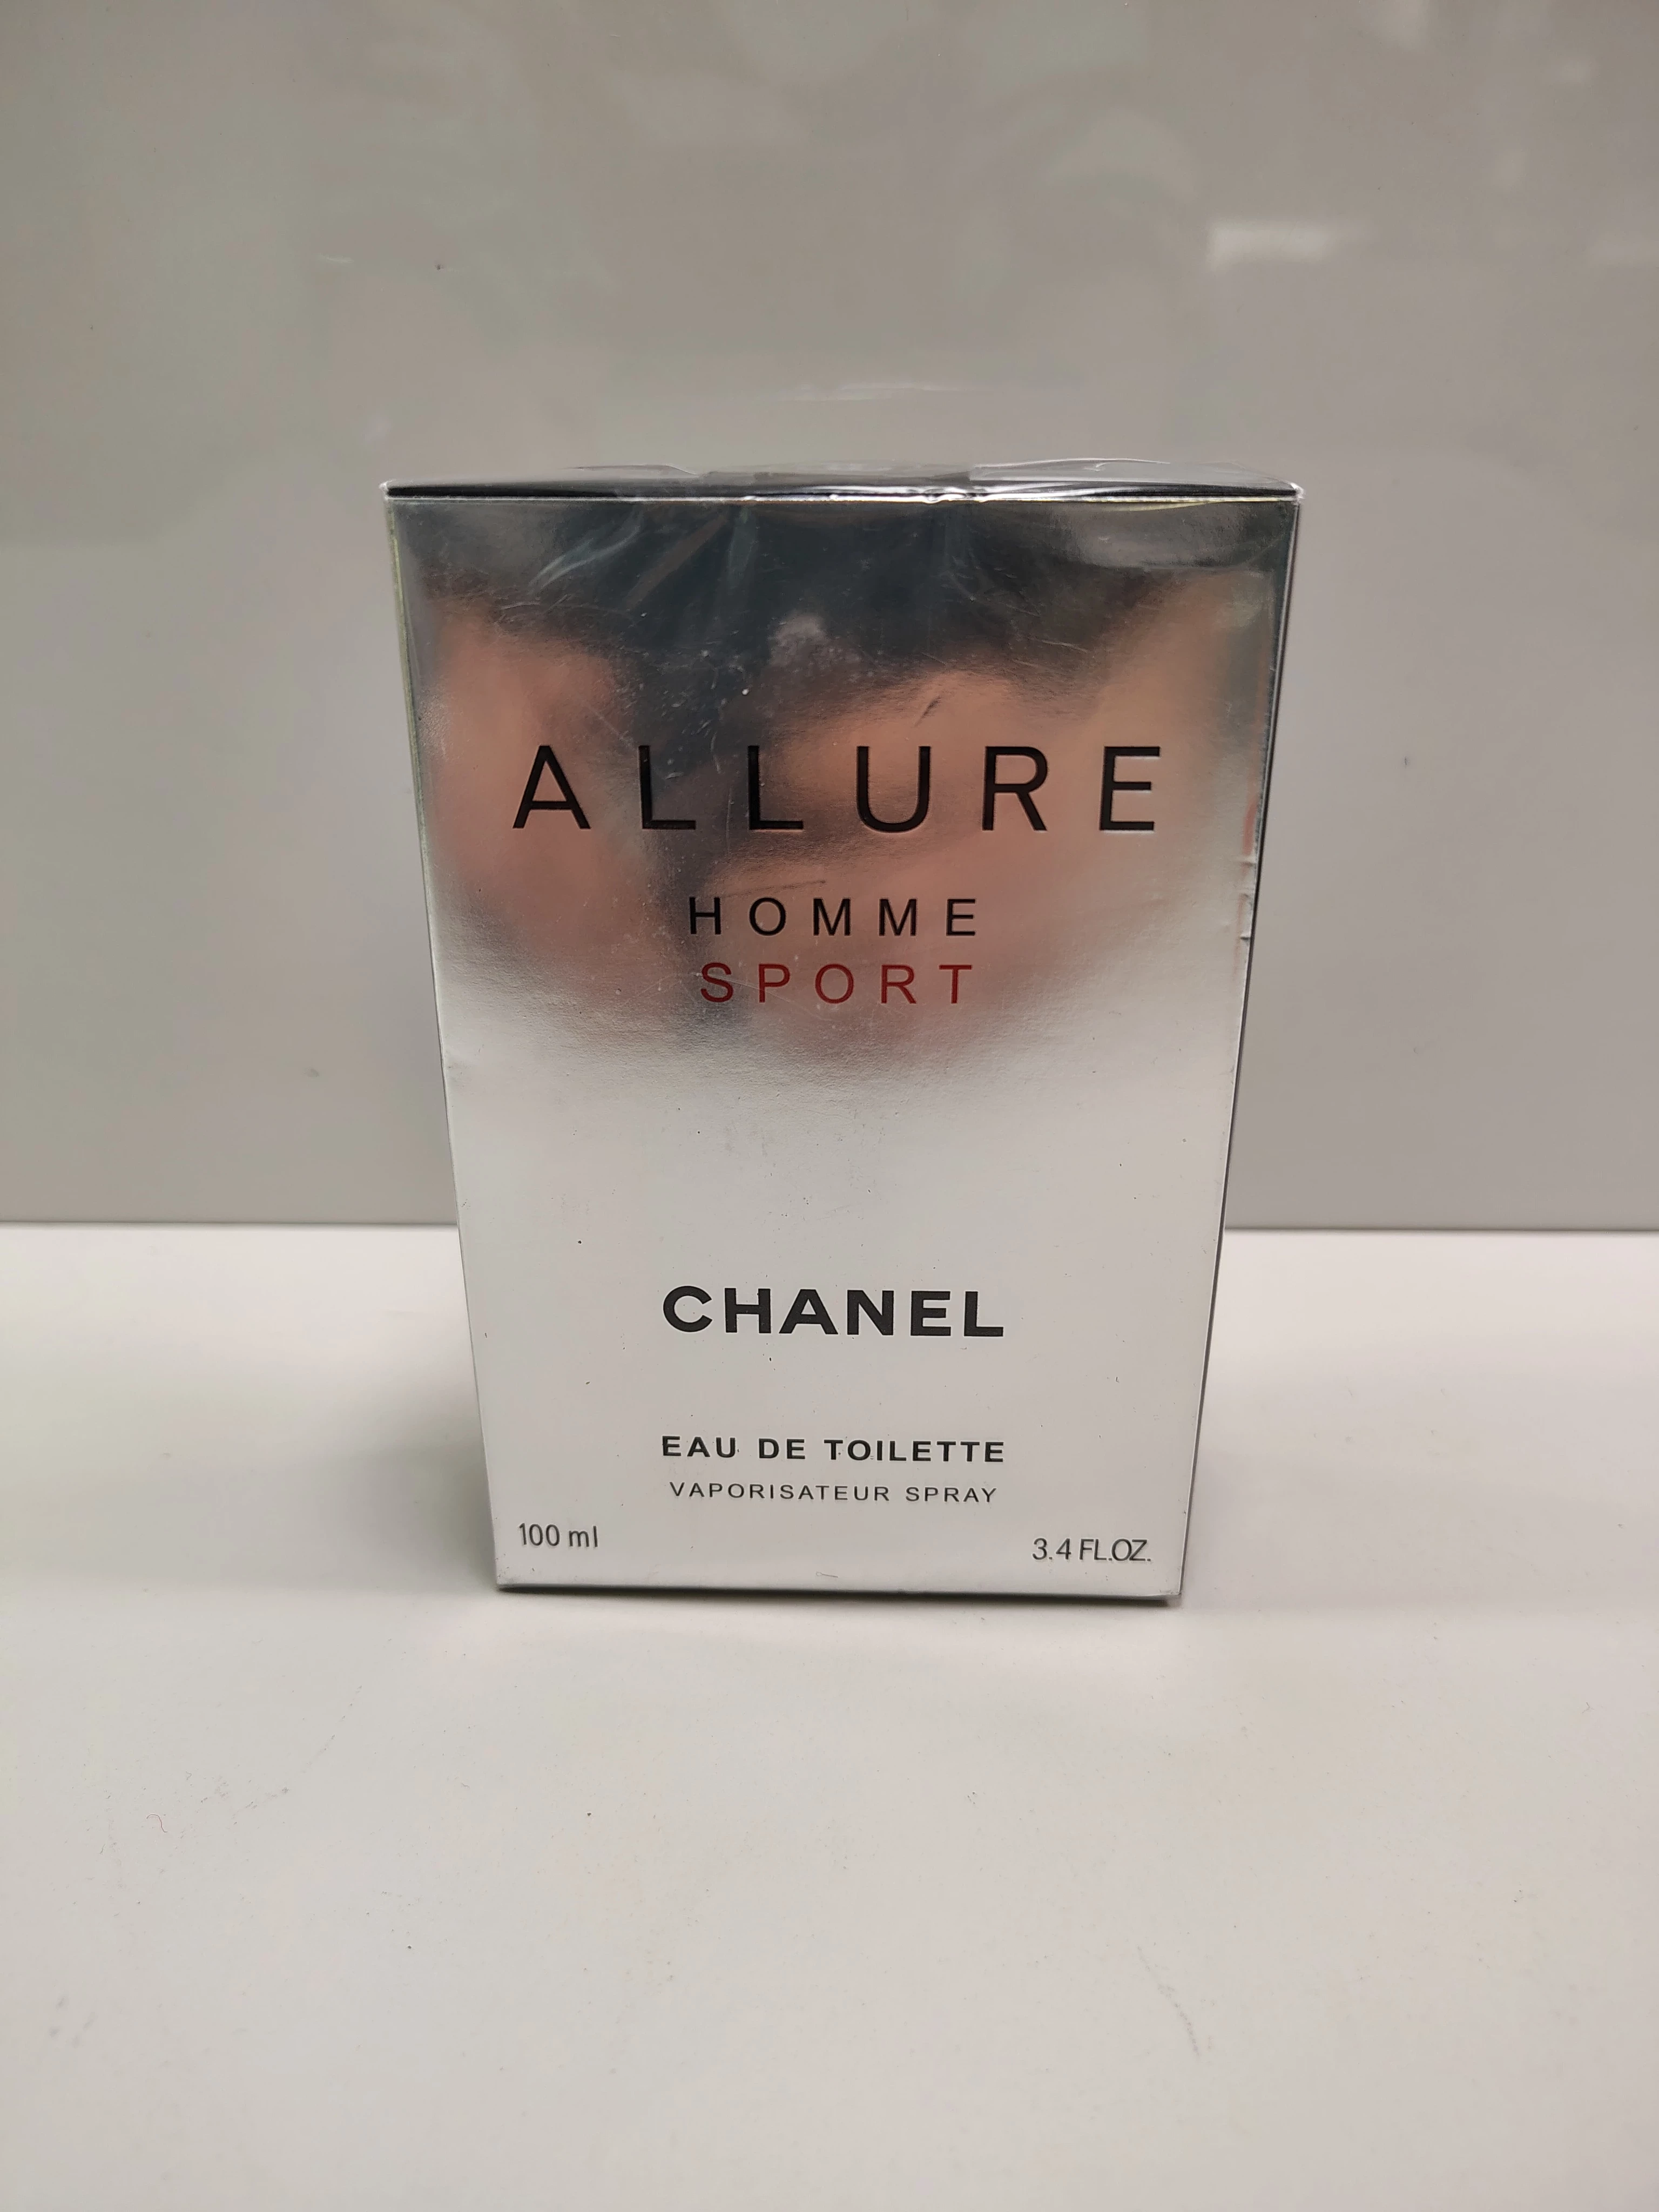 ALLURE
HOMME
SPORT
CHANEL
EAU DE TOILETTE
VAPORISATEUR SPRAY
100 ml
3.4 FL.OZ.